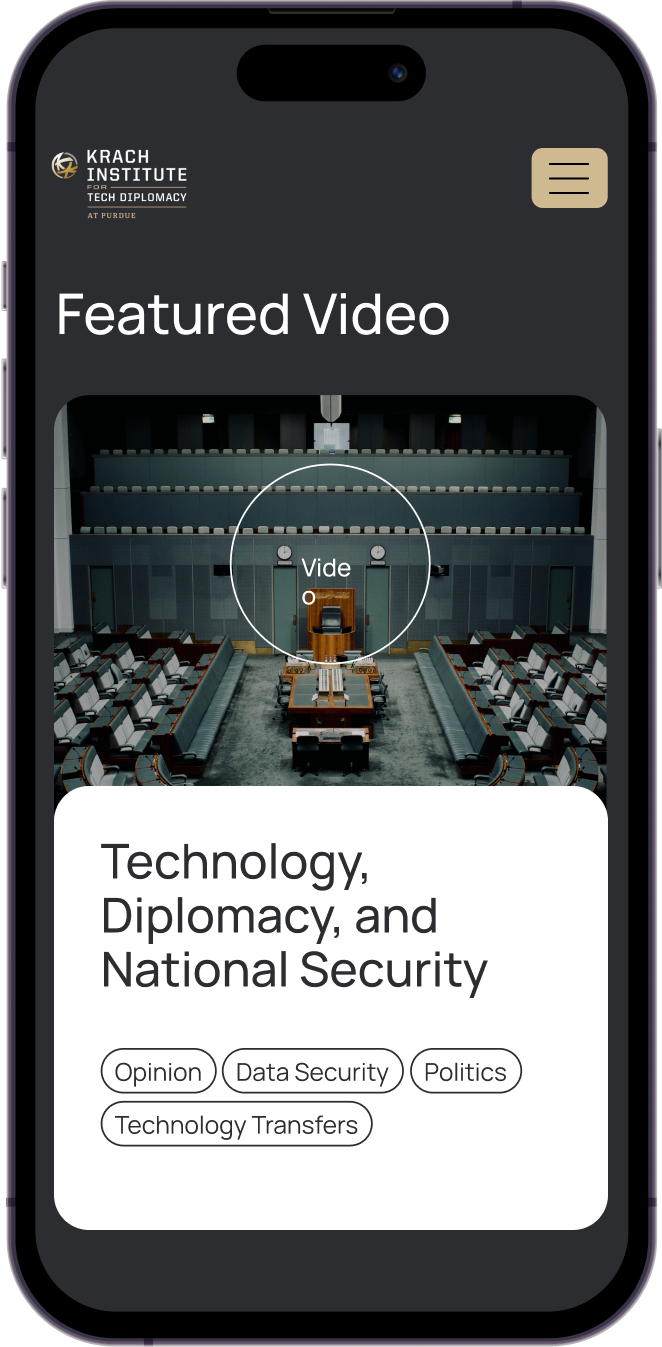 KRACH
INSTITUTE
FOR
TECH DIPLOMACY
AT PURDUE
Featured Video
Vide
o
Technology,
Diplomacy, and
National Security
Opinion
Data Security
Politics
Technology Transfers